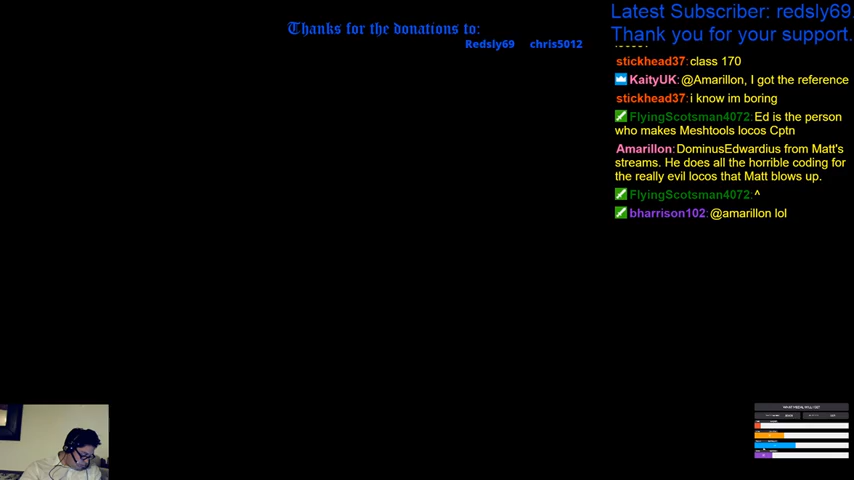 Latest Subscriber: redsly69.
Thank you for your support.
Thanks for the donations to:
Redsly69 chris5012
stickhead37: class 170
KaityUK: @Amarillon, I got the reference
stickhead37: i know im boring
FlyingScotsman4072: Ed is the person
who makes Meshtools locos Cptn
Amarillon: DominusEdwardius from Matt's
streams. He does all the horrible coding for
the really evil locos that Matt blows up.
FlyingScotsman4072: ^
bharrison102: @amarillon lol